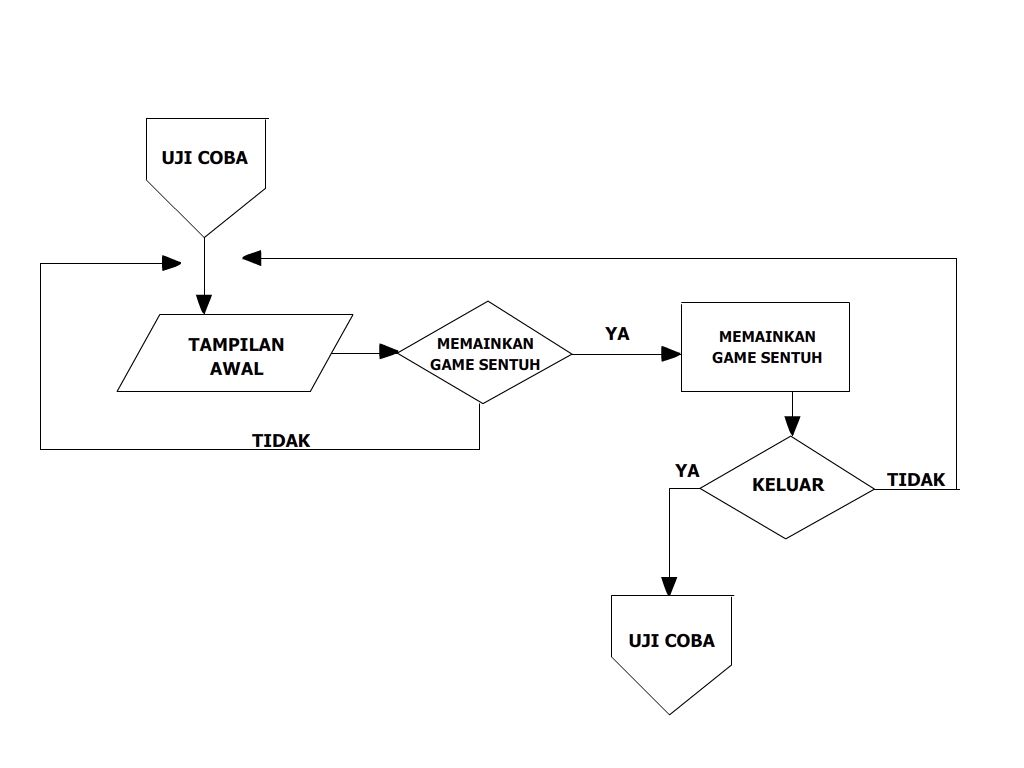 UJI COBA
TAMPILAN
AWAL
MEMAINKAN
GAME SENTUH
YA
MEMAINKAN
GAME SENTUH
TIDAK
YA
KELUAR
TIDAK
UJI COBA